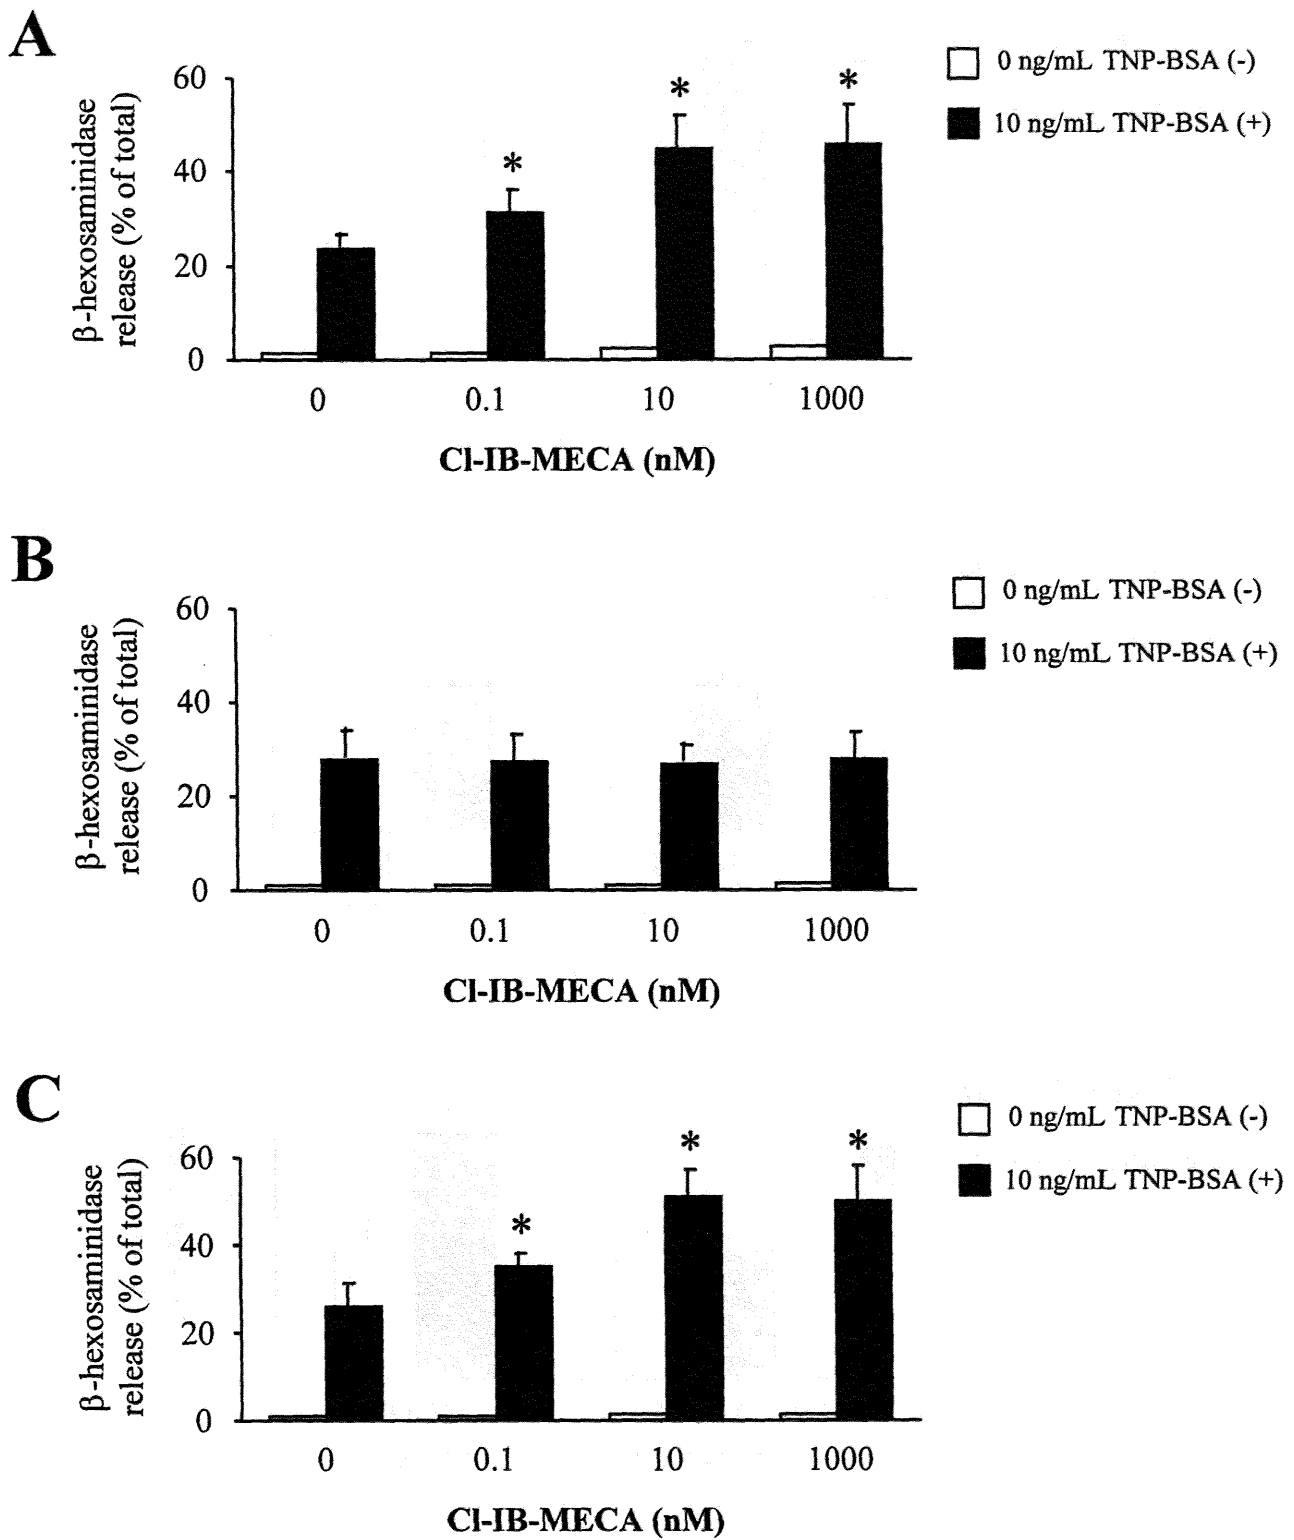 A
β-hexosaminidase
release (% of total)
60
40
20
0
*
*
*
0 ng/mL TNP-BSA (-)
10 ng/mL TNP-BSA (+)
0 0.1 10 1000
Cl-IB-MECA (nM)
B
β-hexosaminidase
release (% of total)
60
40
20
0
0 ng/mL TNP-BSA (-)
10 ng/mL TNP-BSA (+)
0 0.1 10 1000
Cl-IB-MECA (nM)
C
β-hexosaminidase
release (% of total)
60
40
20
0
*
*
*
0 ng/mL TNP-BSA (-)
10 ng/mL TNP-BSA (+)
0 0.1 10 1000
Cl-IB-MECA (nM)